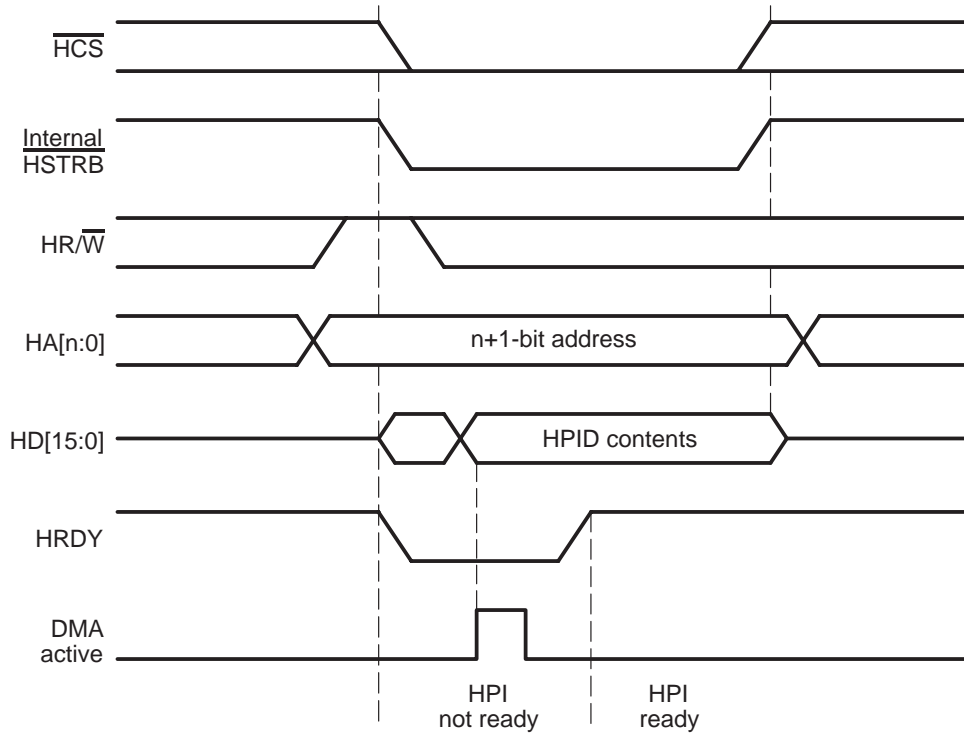 HCS
Internal
HSTRB
HR/W
HA[n:0]
n+1-bit address
HD[15:0]
HPID contents
HRDY
DMA
active
HPI
not ready
HPI
ready